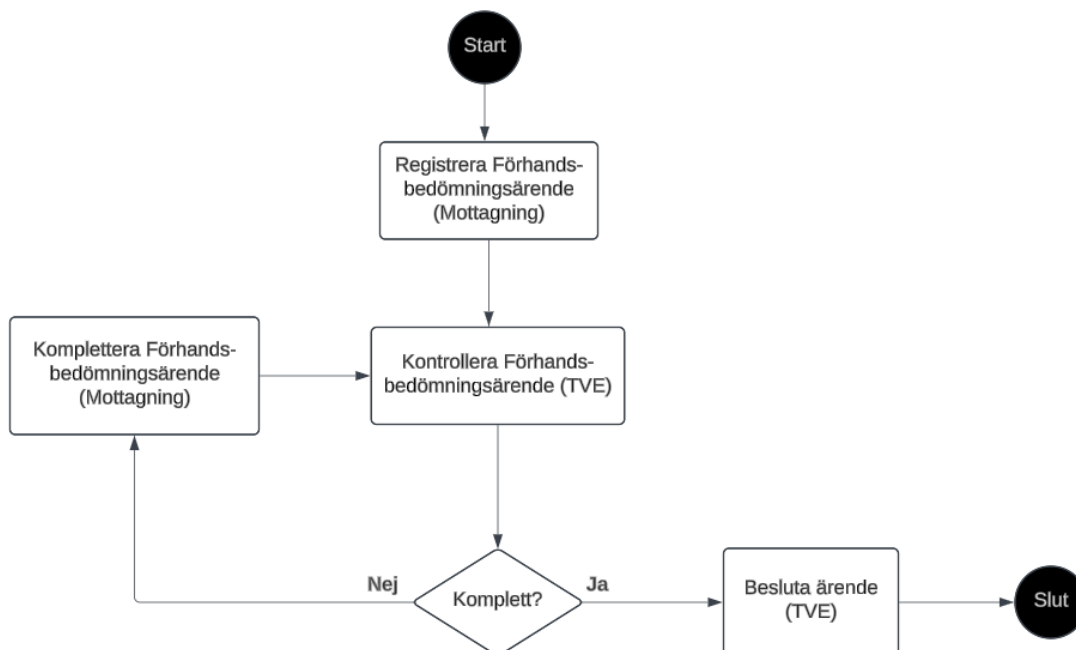 Start
Registrera Förhands-
bedömningsärende
(Mottagning)
Komplettera Förhands-
bedömningsärende
(Mottagning)
Kontrollera Förhands-
bedömningsärende (TVE)
Nej
Komplett?
Ja
Besluta ärende
(TVE)
Slut